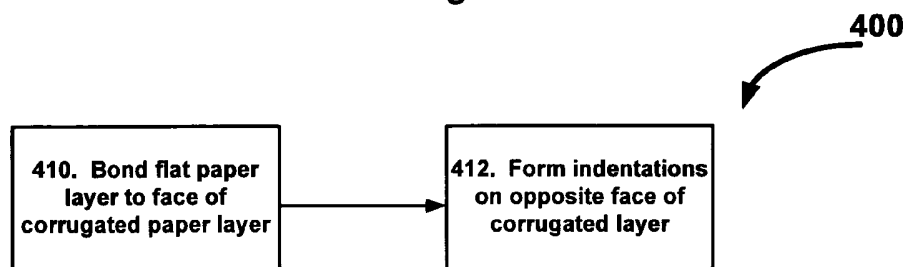 400
410. Bond flat paper
layer to face of
corrugated paper layer
412. Form indentations
on opposite face of
corrugated layer